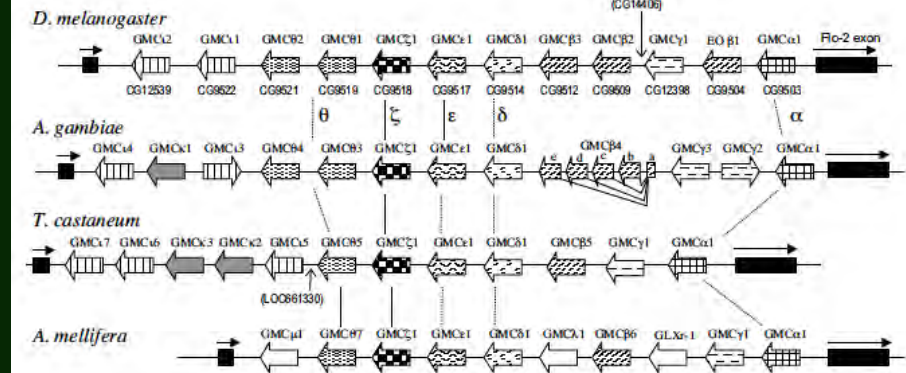 (CG14406)
D. melanogaster
GMCι2 GMCι1 GMCθ2 GMCθ1 GMCζ1 GMCε1 GMCδ1 GMCβ3 GMCβ2 GMCγ1 EO β1 GMCα1 Flo-2 exon
CG12539 CG9522 CG9521 CG9519 CG9518 CG9517 CG9514 CG9512 CG9509 CG12398 CG9504 CG9503
θ ζ ε δ α
A. gambiae
GMCι4 GMCκ1 GMCι3 GMCθ4 GMCθ3 GMCζ1 GMCε1 GMCδ1 GMCβ4 GMCγ3 GMCγ2 GMCα1
e d c b a
T. castaneum
GMCι7 GMCι6 GMCκ3 GMCκ2 GMCι5 GMCθ5 GMCζ1 GMCε1 GMCδ1 GMCβ5 GMCγ1 GMCα1
(LOC661330)
A. mellifera
GMCμ1 GMCθ7 GMCζ1 GMCε1 GMCδ1 GMCλ1 GMCβ6 GMCγ1 GMCα1